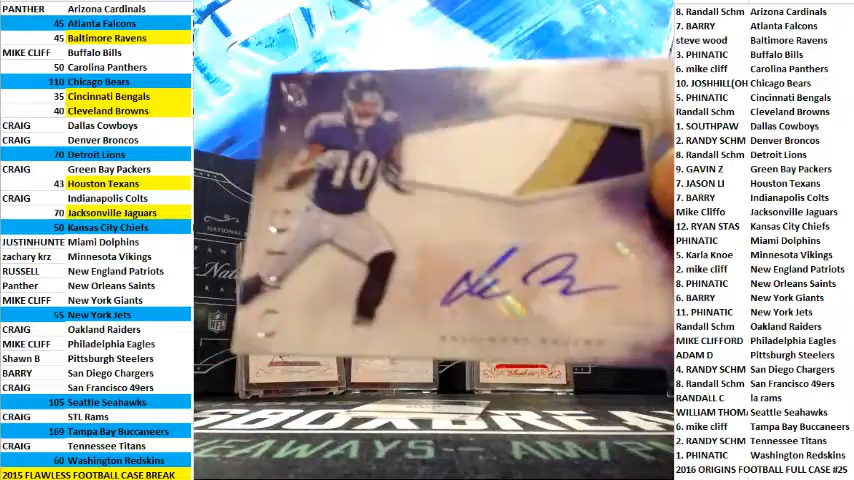 PANTHER Arizona Cardinals
45 Atlanta Falcons
45 Baltimore Ravens
MIKE CLIFF Buffalo Bills
50 Carolina Panthers
110 Chicago Bears
35 Cincinnati Bengals
40 Cleveland Browns
CRAIG Dallas Cowboys
CRAIG Denver Broncos
70 Detroit Lions
CRAIG Green Bay Packers
43 Houston Texans
CRAIG Indianapolis Colts
70 Jacksonville Jaguars
50 Kansas City Chiefs
JUSTINHUNTE Miami Dolphins
zachary krz Minnesota Vikings
RUSSELL New England Patriots
Panther New Orleans Saints
MIKE CLIFF New York Giants
55 New York Jets
CRAIG Oakland Raiders
MIKE CLIFF Philadelphia Eagles
Shawn B Pittsburgh Steelers
BARRY San Diego Chargers
CRAIG San Francisco 49ers
105 Seattle Seahawks
CRAIG STL Rams
169 Tampa Bay Buccaneers
CRAIG Tennessee Titans
60 Washington Redskins
2015 FLAWLESS FOOTBALL CASE BREAK
10
NFL
BALTIMORE RAVENS
8. Randall Schm Arizona Cardinals
7. BARRY Atlanta Falcons
steve wood Baltimore Ravens
3. PHINATIC Buffalo Bills
6. mike cliff Carolina Panthers
10. JOSHHILL(OH Chicago Bears
5. PHINATIC Cincinnati Bengals
Randall Schm Cleveland Browns
1. SOUTHPAW Dallas Cowboys
2. RANDY SCHM Denver Broncos
8. Randall Schm Detroit Lions
9. GAVIN Z Green Bay Packers
7. JASON LI Houston Texans
7. BARRY Indianapolis Colts
Mike Cliffo Jacksonville Jaguars
12. RYAN STAS Kansas City Chiefs
PHINATIC Miami Dolphins
5. Karla Knoe Minnesota Vikings
2. mike cliff New England Patriots
8. PHINATIC New Orleans Saints
6. BARRY New York Giants
11. PHINATIC New York Jets
Randall Schm Oakland Raiders
MIKE CLIFFORD Philadelphia Eagles
ADAM D Pittsburgh Steelers
4. RANDY SCHM San Diego Chargers
8. Randall Schm San Francisco 49ers
RANDALL C la rams
WILLIAM THOM Seattle Seahawks
6. mike cliff Tampa Bay Buccaneers
2. RANDY SCHM Tennessee Titans
1. PHINATIC Washington Redskins
2016 ORIGINS FOOTBALL FULL CASE #25